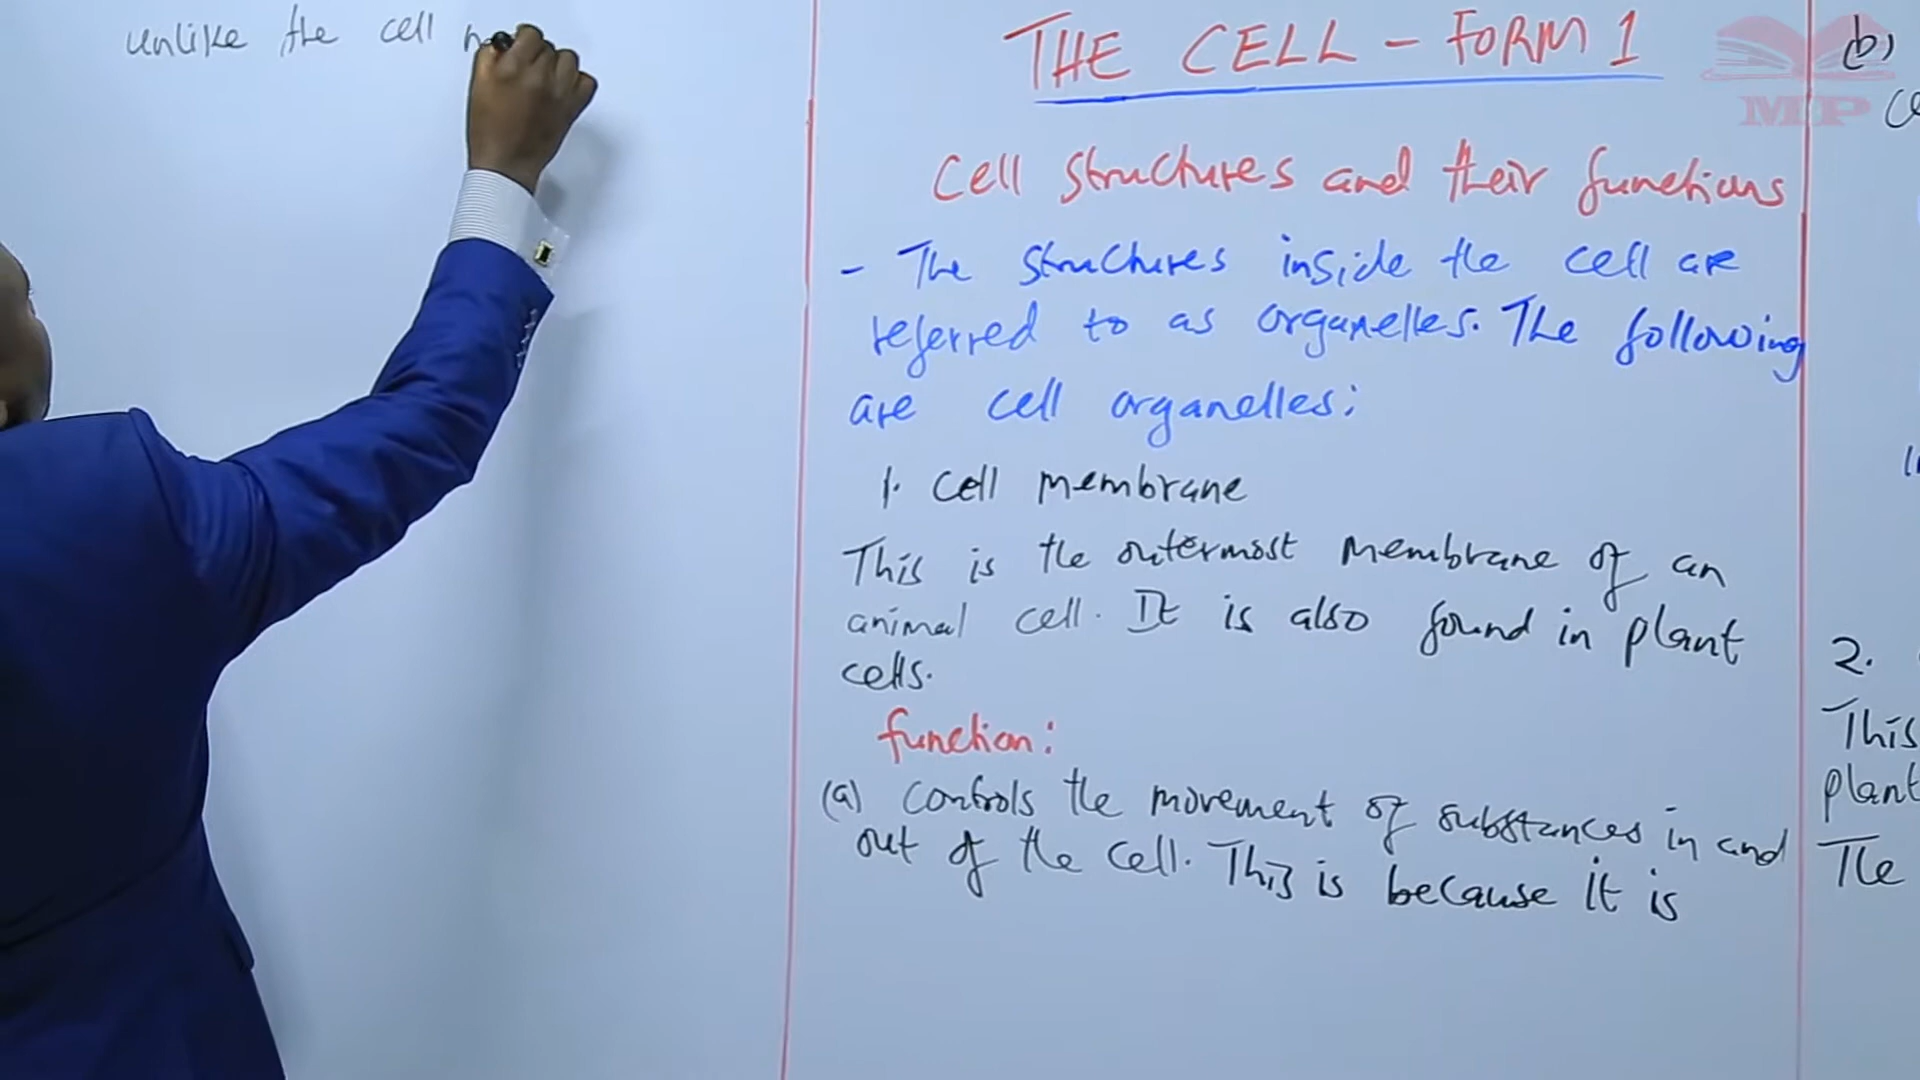 unlike the cell
THE CELL - FORM 1
Cell structures and their functions
- The structures inside the cell are
referred to as organelles. The following
are cell organelles:
1. Cell membrane
This is the outermost membrane of an
animal cell. It is also found in plant
cells.
function:
(a) Controls the movement of substances in and
out of the cell. This is because it is
MP
(b)
2.
This
plant
The